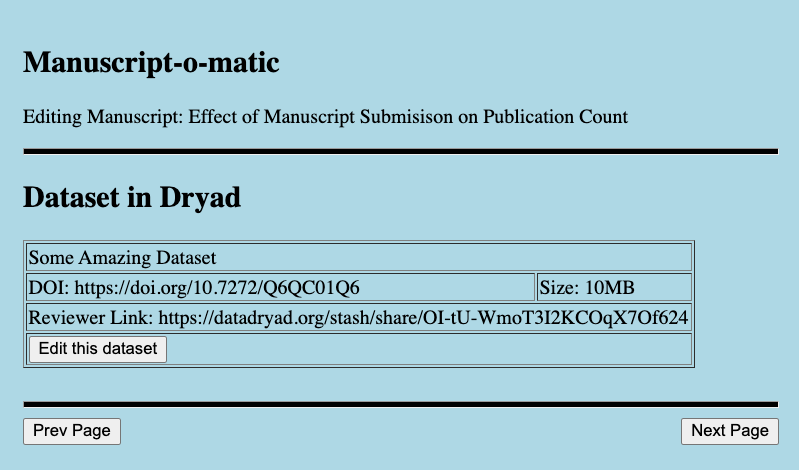 Manuscript-o-matic
Editing Manuscript: Effect of Manuscript Submisison on Publication Count
Dataset in Dryad
Some Amazing Dataset
DOI: https://doi.org/10.7272/Q6QC01Q6
Size: 10MB
Reviewer Link: https://datadryad.org/stash/share/OI-tU-WmoT3I2KCOqX7Of624
Edit this dataset
Prev Page
Next Page